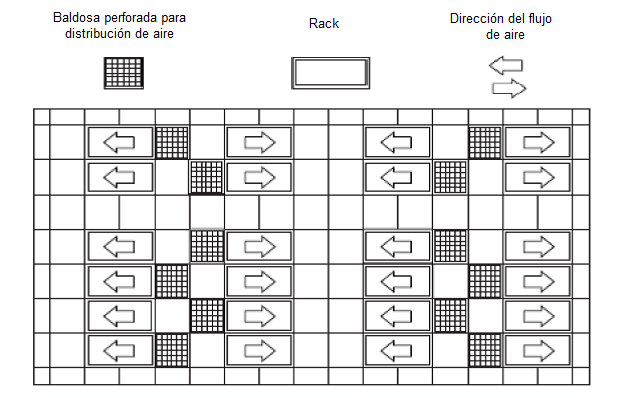 Baldosa perforada para
distribución de aire
Rack
Dirección del flujo
de aire